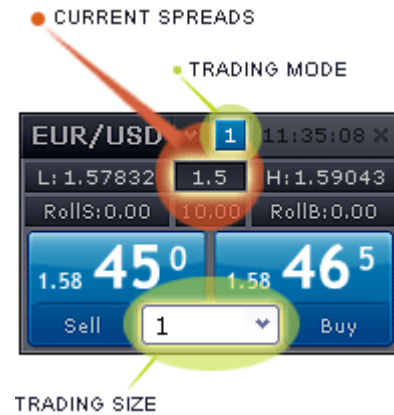 CURRENT SPREADS
TRADING MODE
EUR/USD 1 11:35:08
L:1.57832 1.5 H:1.59043
RollS:0.00 10.00 RollB:0.00
1.58 45 0 1.58 46 5
Sell 1 Buy
TRADING SIZE